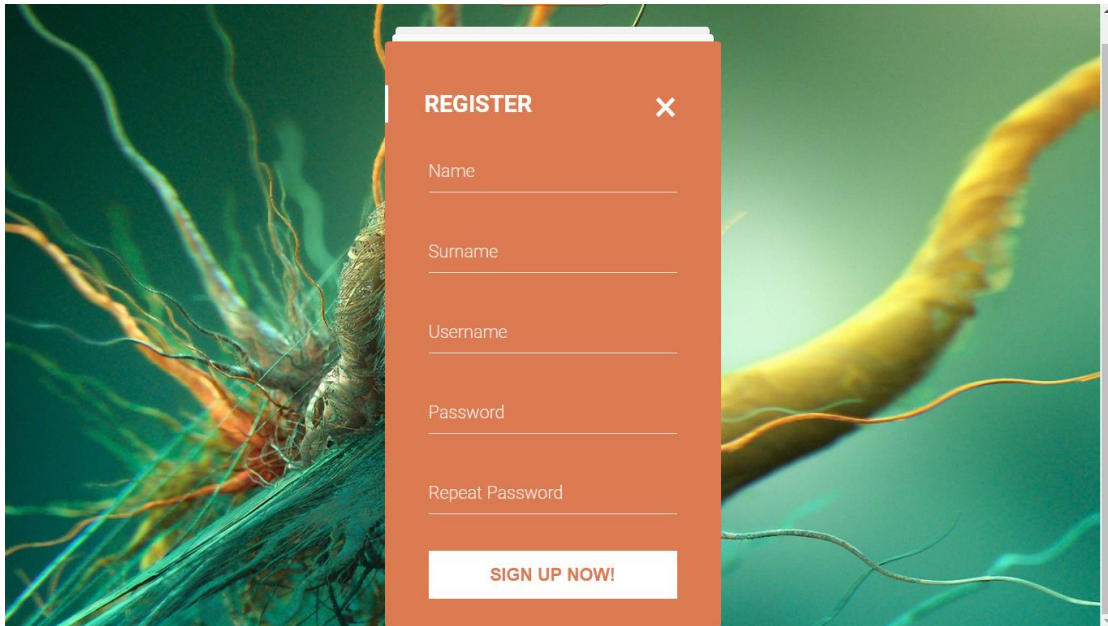 REGISTER
Name
Surname
Username
Password
Repeat Password
SIGN UP NOW!